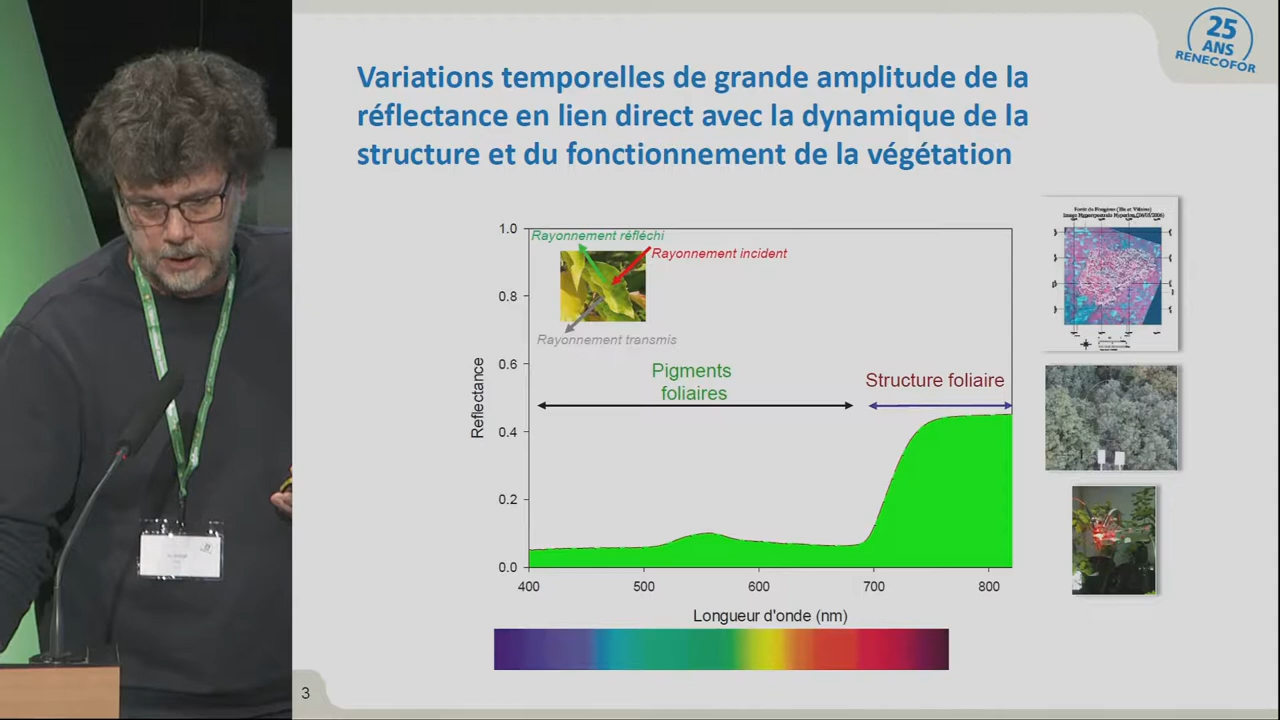 25
ANS
RENECOFOR
Variations temporelles de grande amplitude de la
réflectance en lien direct avec la dynamique de la
structure et du fonctionnement de la végétation
1.0
0.8
0.6
0.4
0.2
0.0
Reflectance
Rayonnement réfléchi
Rayonnement incident
Rayonnement transmis
Pigments
foliaires
Structure foliaire
400
500
600
700
800
Longueur d'onde (nm)
3